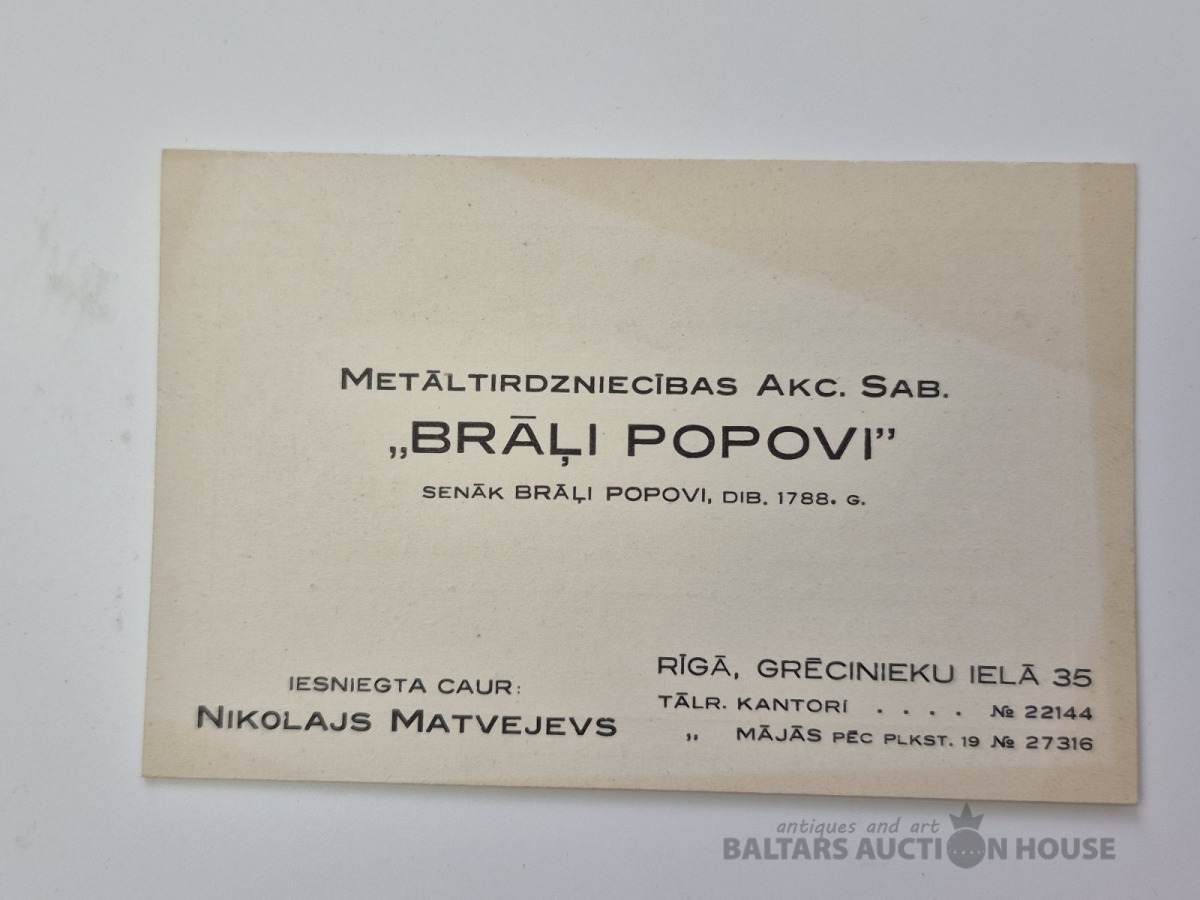 METĀLTIRDZNIECĪBAS AKC. SAB.
„BRĀĻI POPOVI”
SENĀK BRĀĻI POPOVI, DIB. 1788. G.
IESNIEGTA CAUR:
NIKOLAJS MATVEJEVS
RĪGĀ, GRĒCINIEKU IELĀ 35
TĀLR. KANTORĪ . . . . № 22144
„ MĀJĀS PĒC PLKST. 19 № 27316
antiques and art
BALTARS AUCTION HOUSE